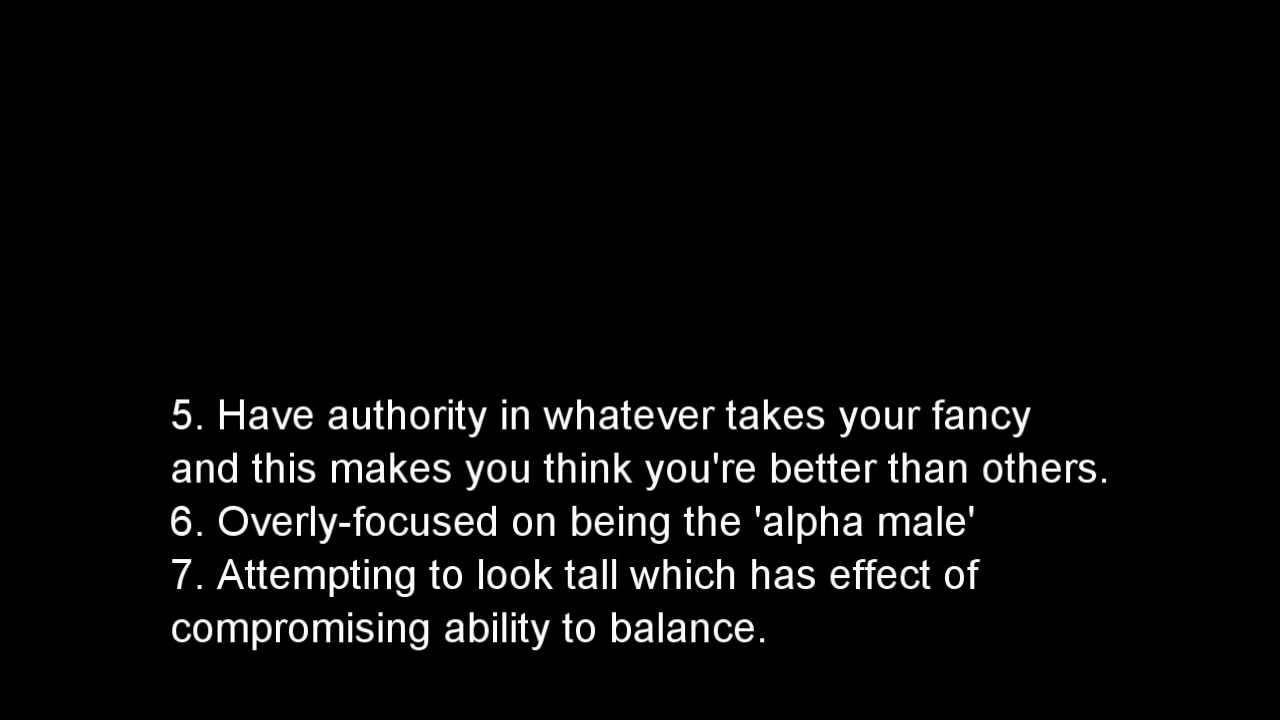 5. Have authority in whatever takes your fancy
and this makes you think you're better than others.
6. Overly-focused on being the 'alpha male'
7. Attempting to look tall which has effect of
compromising ability to balance.